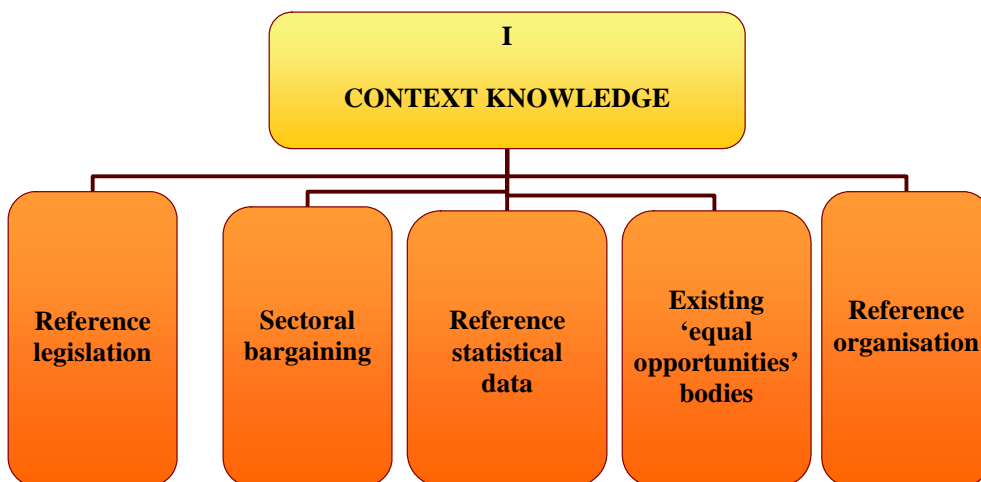 I
CONTEXT KNOWLEDGE
Reference
legislation
Sectoral
bargaining
Reference
statistical
data
Existing
‘equal
opportunities’
bodies
Reference
organisation